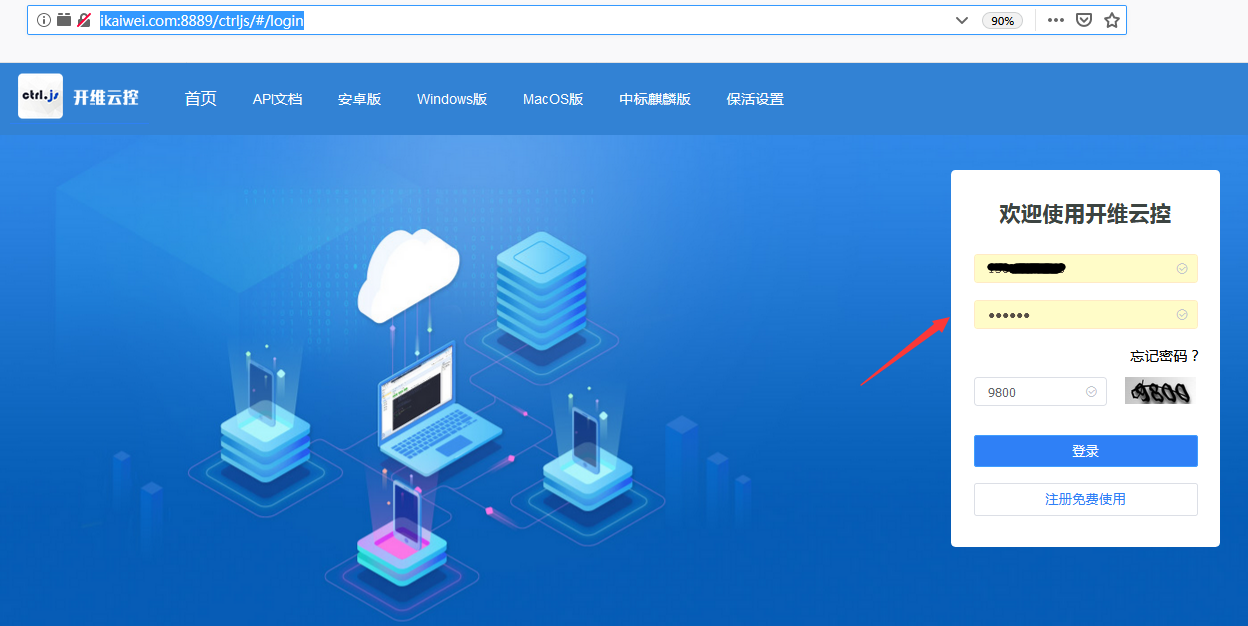 ikaiwei.com:8889/ctrljs/#/login
90%
ctrl.js
开维云控
首页
API文档
安卓版
Windows版
MacOS版
中标麒麟版
保活设置
欢迎使用开维云控
••••••
忘记密码？
9800
9800
登录
注册免费使用